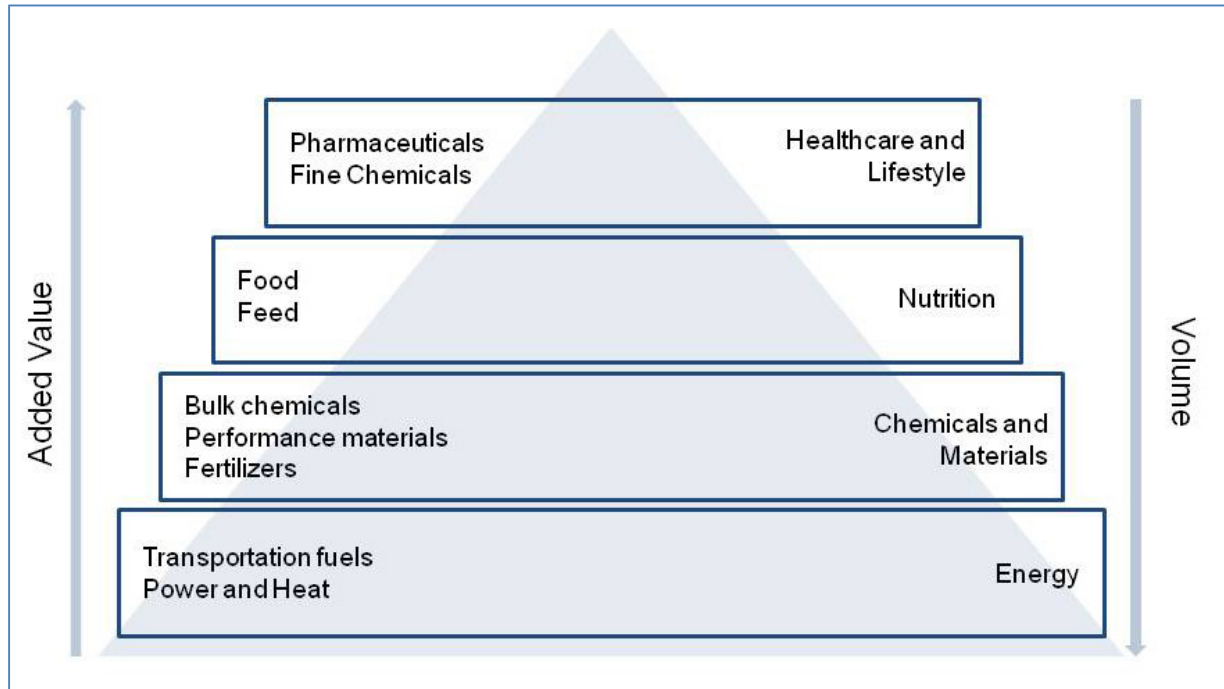 Added Value
Pharmaceuticals
Fine Chemicals
Healthcare and
Lifestyle
Food
Feed
Nutrition
Bulk chemicals
Performance materials
Fertilizers
Chemicals and
Materials
Transportation fuels
Power and Heat
Energy
Volume